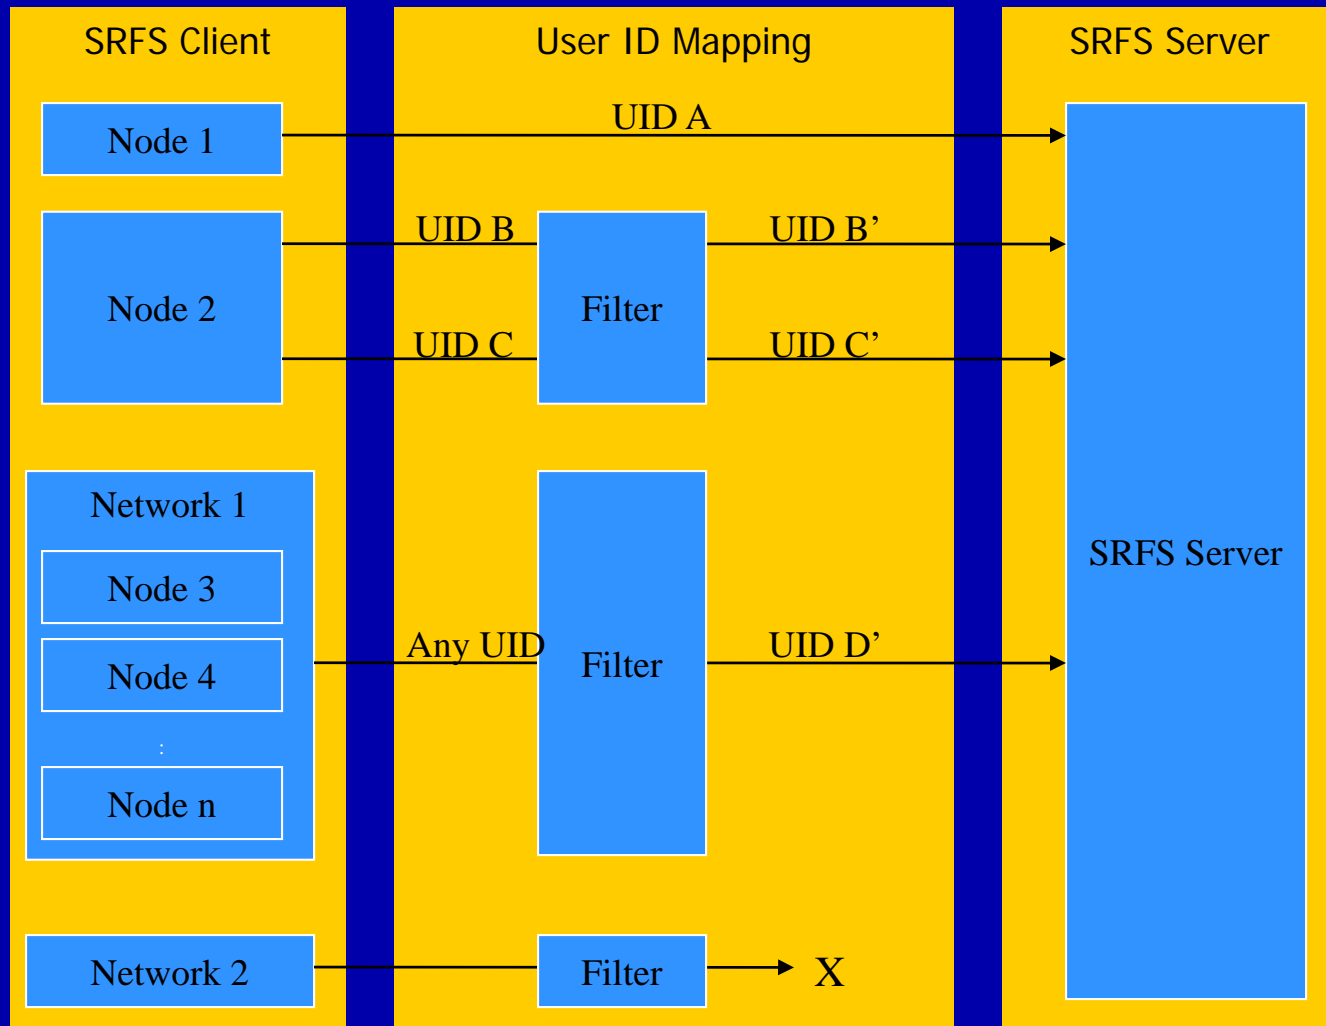 SRFS Client
User ID Mapping
SRFS Server
Node 1
UID A
Node 2
UID B
UID C
Filter
UID B’
UID C’
Network 1
Node 3
Node 4
:
Node n
Any UID
Filter
UID D’
SRFS Server
Network 2
Filter
X